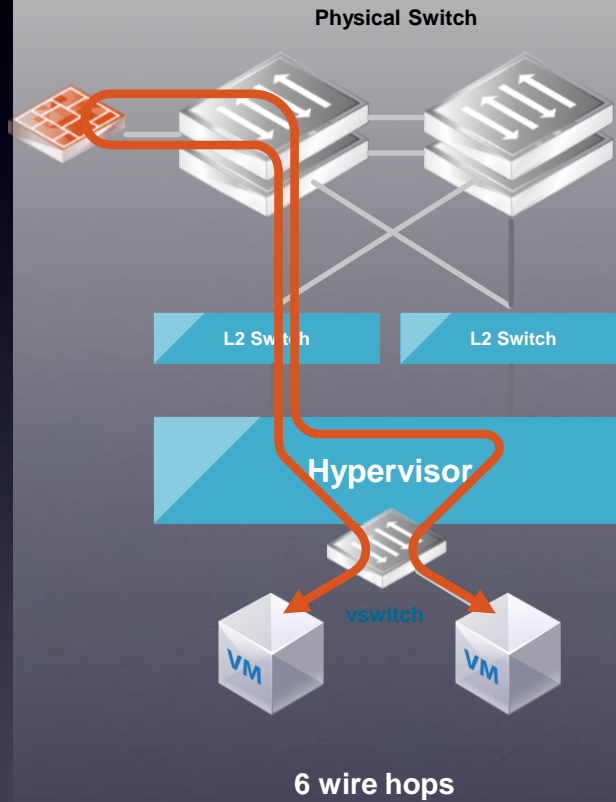 Physical Switch
L2 Switch
L2 Switch
Hypervisor
vswitch
VM
VM
6 wire hops